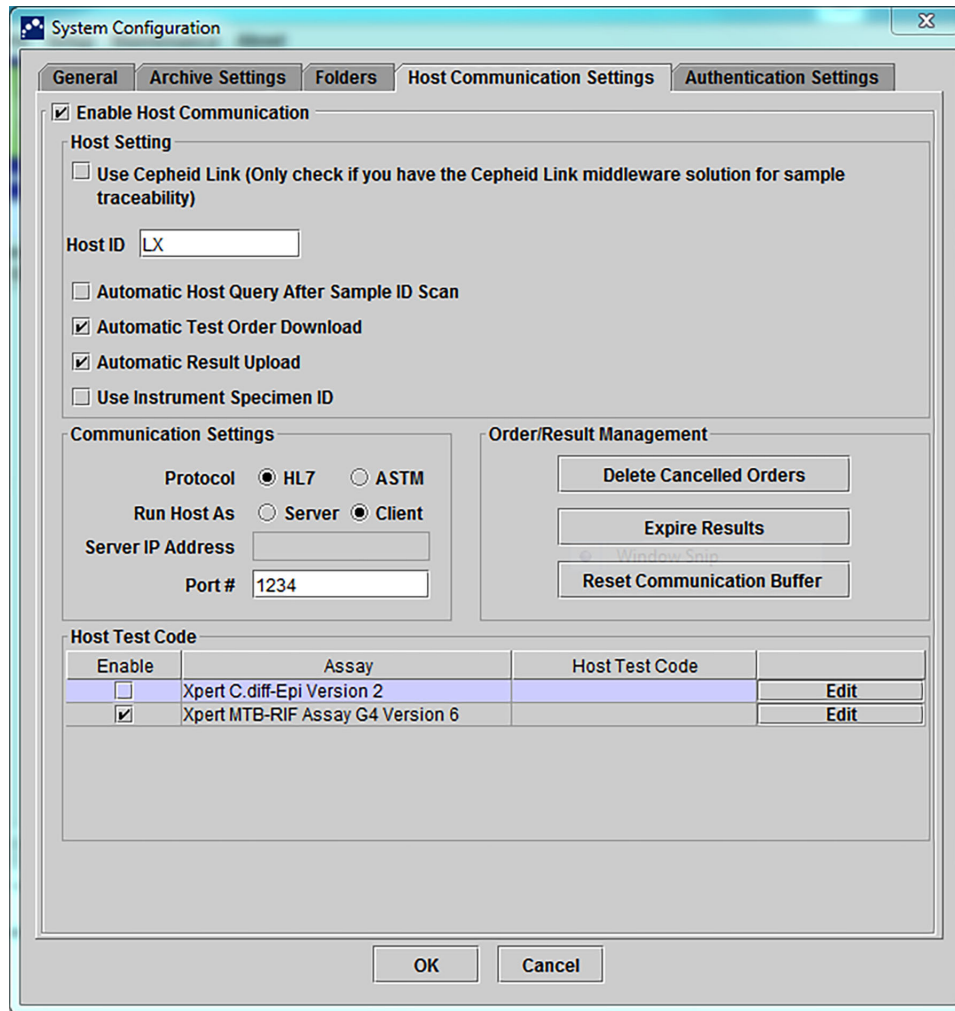 System Configuration
General Archive Settings Folders Host Communication Settings Authentication Settings
Enable Host Communication
Host Setting
Use Cepheid Link (Only check if you have the Cepheid Link middleware solution for sample
traceability)
Host ID LX
Automatic Host Query After Sample ID Scan
Automatic Test Order Download
Automatic Result Upload
Use Instrument Specimen ID
Communication Settings
Protocol HL7 ASTM
Run Host As Server Client
Server IP Address
Port # 1234
Order/Result Management
Delete Cancelled Orders
Expire Results
Window Snip
Reset Communication Buffer
Host Test Code
Enable Assay Host Test Code
Xpert C.diff-Epi Version 2 Edit
Xpert MTB-RIF Assay G4 Version 6 Edit
OK Cancel